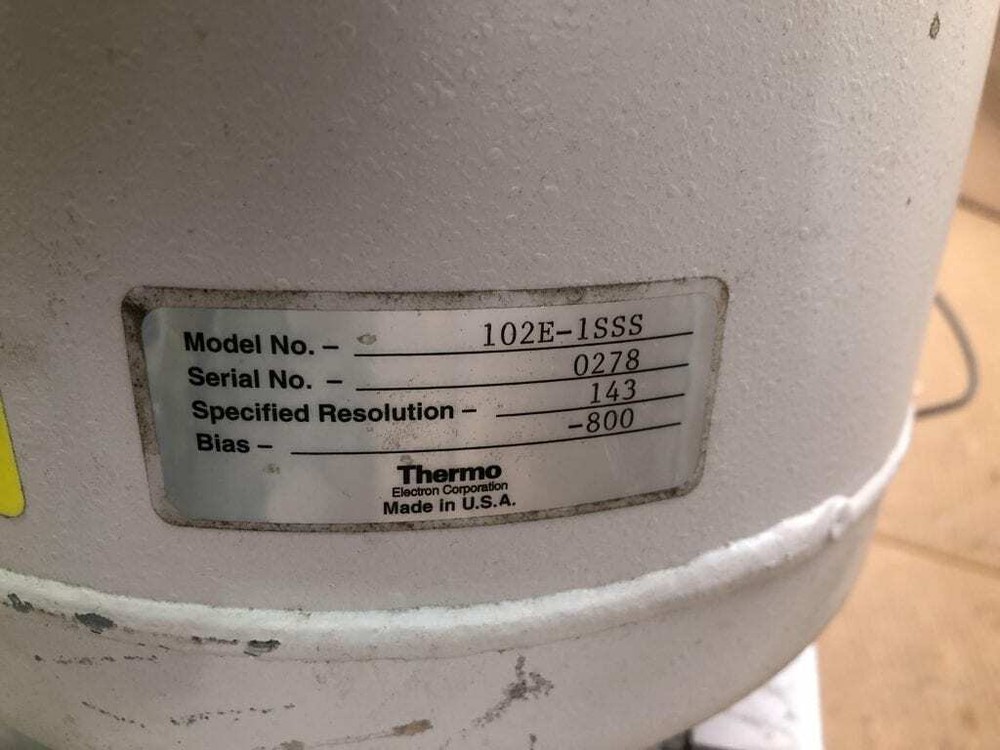 Model No. – 102E-1SSS
Serial No. – 0278
Specified Resolution – 143
Bias – -800
Thermo
Electron Corporation
Made in U.S.A.